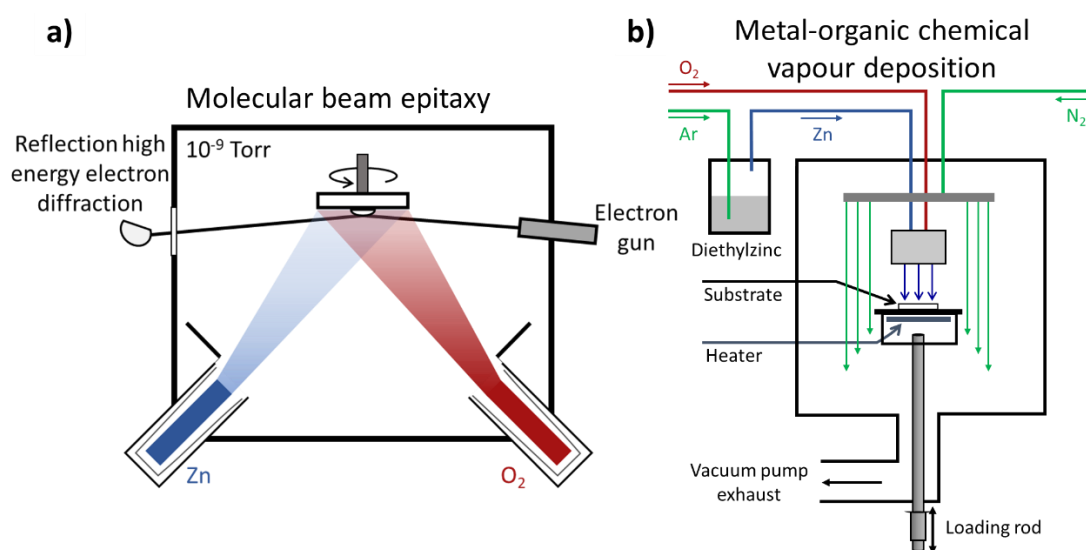 a)
Molecular beam epitaxy
10⁻⁹ Torr
Reflection high
energy electron
diffraction
Electron
gun
Zn
O₂
b)
Metal-organic chemical
vapour deposition
O₂
Ar
Zn
N₂
Diethylzinc
Substrate
Heater
Vacuum pump
exhaust
Loading rod